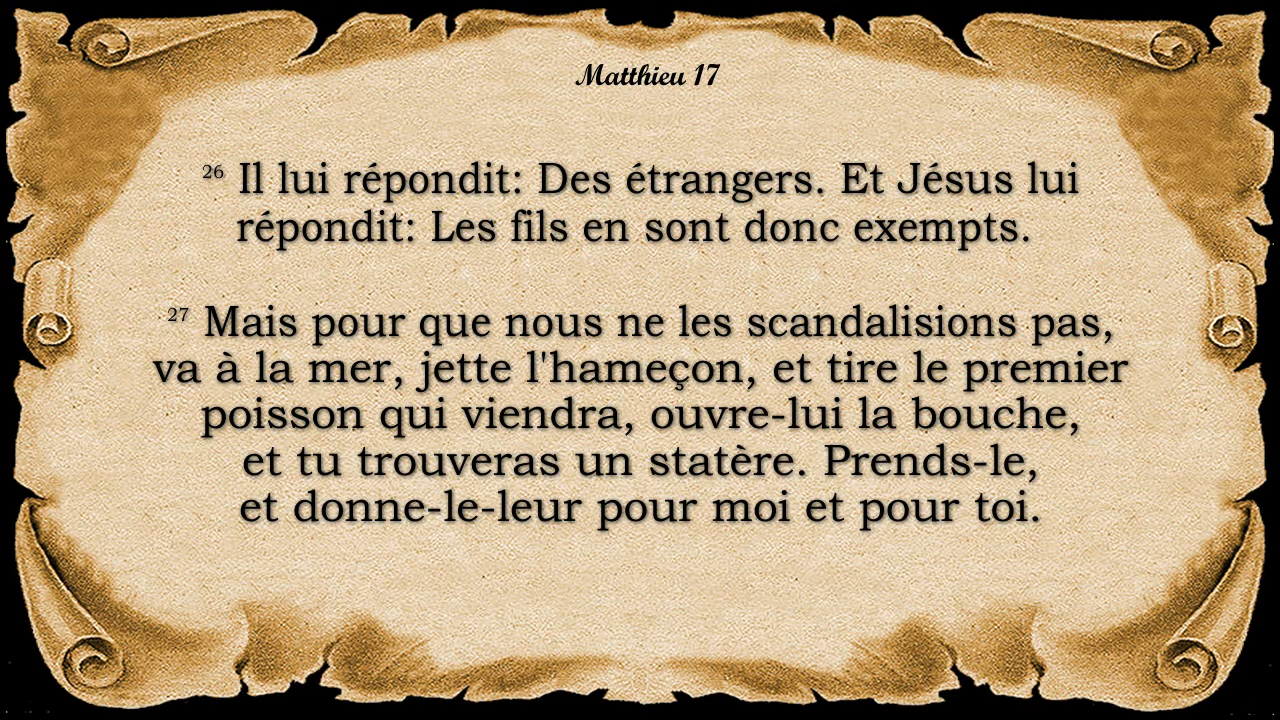 Matthieu 17
26 Il lui répondit: Des étrangers. Et Jésus lui
répondit: Les fils en sont donc exempts.
27 Mais pour que nous ne les scandalisions pas,
va à la mer, jette l'hameçon, et tire le premier
poisson qui viendra, ouvre-lui la bouche,
et tu trouveras un statère. Prends-le,
et donne-le-leur pour moi et pour toi.